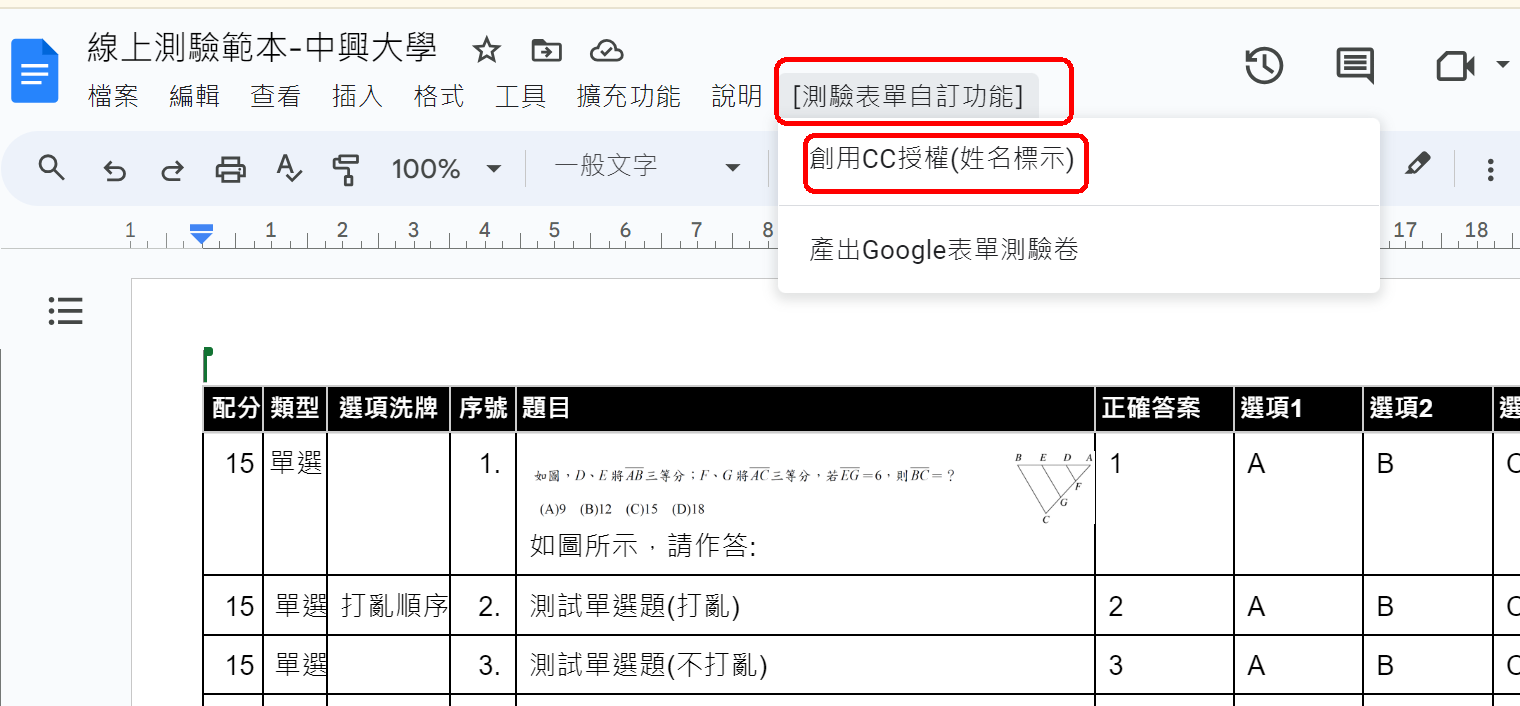 線上測驗範本-中興大學
檔案 編輯 查看 插入 格式 工具 擴充功能 說明 [測驗表單自訂功能]
創用CC授權(姓名標示)
產出Google表單測驗卷
100% 一般文字
1 1 2 3 4 5 6 7 8 17 18
配分 類型 選項洗牌 序號 題目 正確答案 選項1 選項2 選
15 單選 1. 1 A B C
如圖，D、E 將AB三等分；F、G 將AC三等分，若EG=6，則BC=？
(A)9 (B)12 (C)15 (D)18
B E D A
F
G
C
如圖所示，請作答:
15 單選 打亂順序 2. 測試單選題(打亂) 2 A B C
15 單選 3. 測試單選題(不打亂) 3 A B C